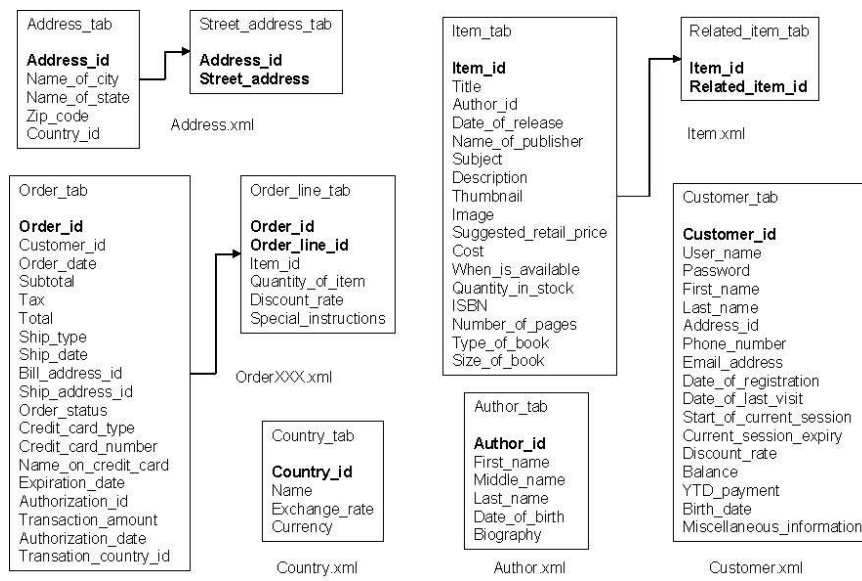 Address_tab
Address_id
Name_of_city
Name_of_state
Zip_code
Country_id
Street_address_tab
Address_id
Street_address
Address.xml
Item_tab
Item_id
Title
Author_id
Date_of_release
Name_of_publisher
Subject
Description
Thumbnail
Image
Suggested_retail_price
Cost
When_is_available
Quantity_in_stock
ISBN
Number_of_pages
Type_of_book
Size_of_book
Related_item_tab
Item_id
Related_item_id
Item.xml
Order_tab
Order_id
Customer_id
Order_date
Subtotal
Tax
Total
Ship_type
Ship_date
Bill_address_id
Ship_address_id
Order_status
Credit_card_type
Credit_card_number
Name_on_credit_card
Expiration_date
Authorization_id
Transaction_amount
Authorization_date
Transation_country_id
Order_line_tab
Order_id
Order_line_id
Item_id
Quantity_of_item
Discount_rate
Special_instructions
OrderXXX.xml
Country_tab
Country_id
Name
Exchange_rate
Currency
Country.xml
Author_tab
Author_id
First_name
Middle_name
Last_name
Date_of_birth
Biography
Author.xml
Customer_tab
Customer_id
User_name
Password
First_name
Last_name
Address_id
Phone_number
Email_address
Date_of_registration
Date_of_last_visit
Start_of_current_session
Current_session_expiry
Discount_rate
Balance
YTD_payment
Birth_date
Miscellaneous_information
Customer.xml